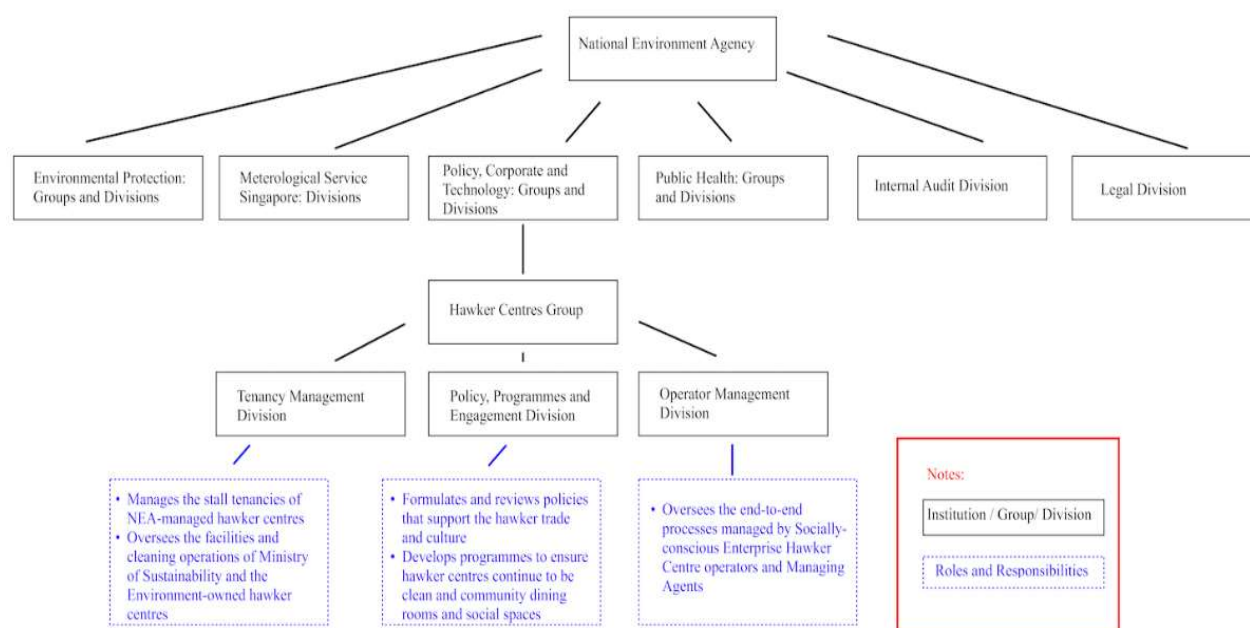 National Environment Agency
Environmental Protection:
Groups and Divisions
Meterological Service
Singapore: Divisions
Policy, Corporate and
Technology: Groups and
Divisions
Public Health: Groups
and Divisions
Internal Audit Division
Legal Division
Hawker Centres Group
Tenancy Management
Division
Policy, Programmes and
Engagement Division
Operator Management
Division
• Manages the stall tenancies of
NEA-managed hawker centres
• Oversees the facilities and
cleaning operations of Ministry
of Sustainability and the
Environment-owned hawker
centres
• Formulates and reviews policies
that support the hawker trade
and culture
• Develops programmes to ensure
hawker centres continue to be
clean and community dining
rooms and social spaces
• Oversees the end-to-end
processes managed by Socially-
conscious Enterprise Hawker
Centre operators and Managing
Agents
Notes:
Institution / Group/ Division
Roles and Responsibilities